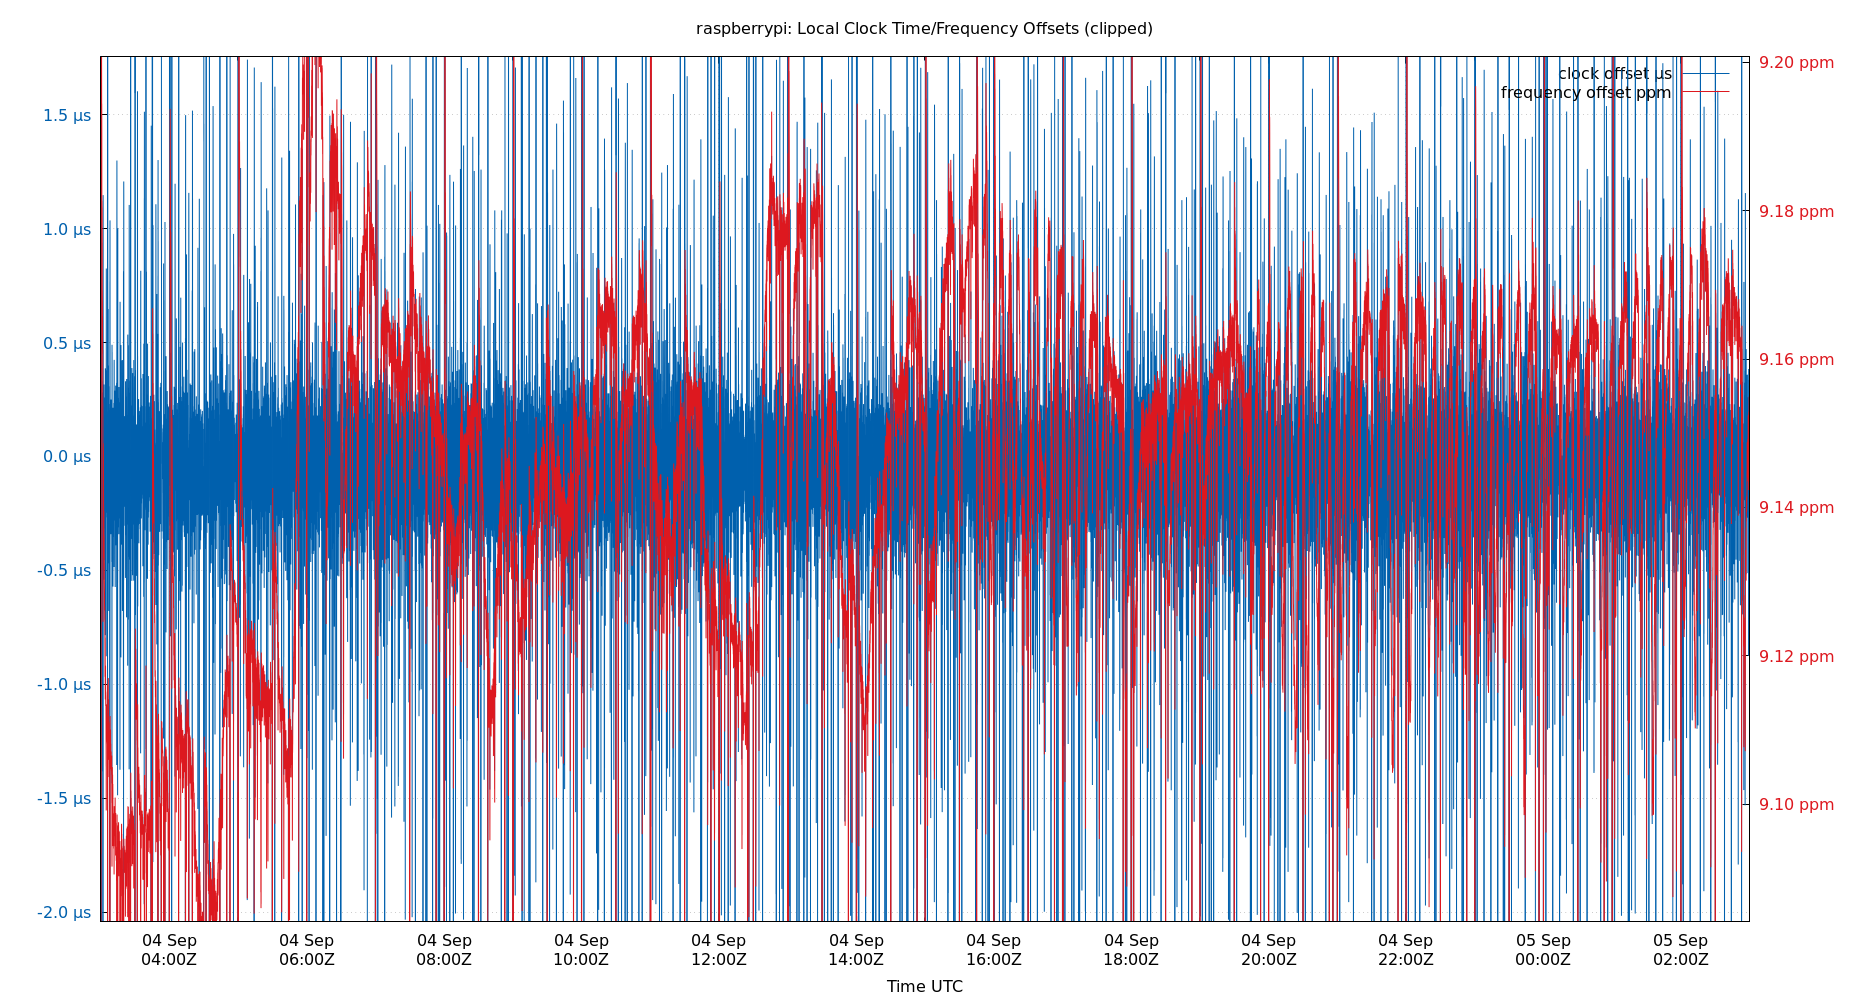 raspberrypi: Local Clock Time/Frequency Offsets (clipped)
clock offset µs
frequency offset ppm
1.5 µs
1.0 µs
0.5 µs
0.0 µs
-0.5 µs
-1.0 µs
-1.5 µs
-2.0 µs
9.20 ppm
9.18 ppm
9.16 ppm
9.14 ppm
9.12 ppm
9.10 ppm
04 Sep 04 Sep 04 Sep 04 Sep 04 Sep 04 Sep 04 Sep 04 Sep 04 Sep 04 Sep 05 Sep 05 Sep
04:00Z 06:00Z 08:00Z 10:00Z 12:00Z 14:00Z 16:00Z 18:00Z 20:00Z 22:00Z 00:00Z 02:00Z
Time UTC